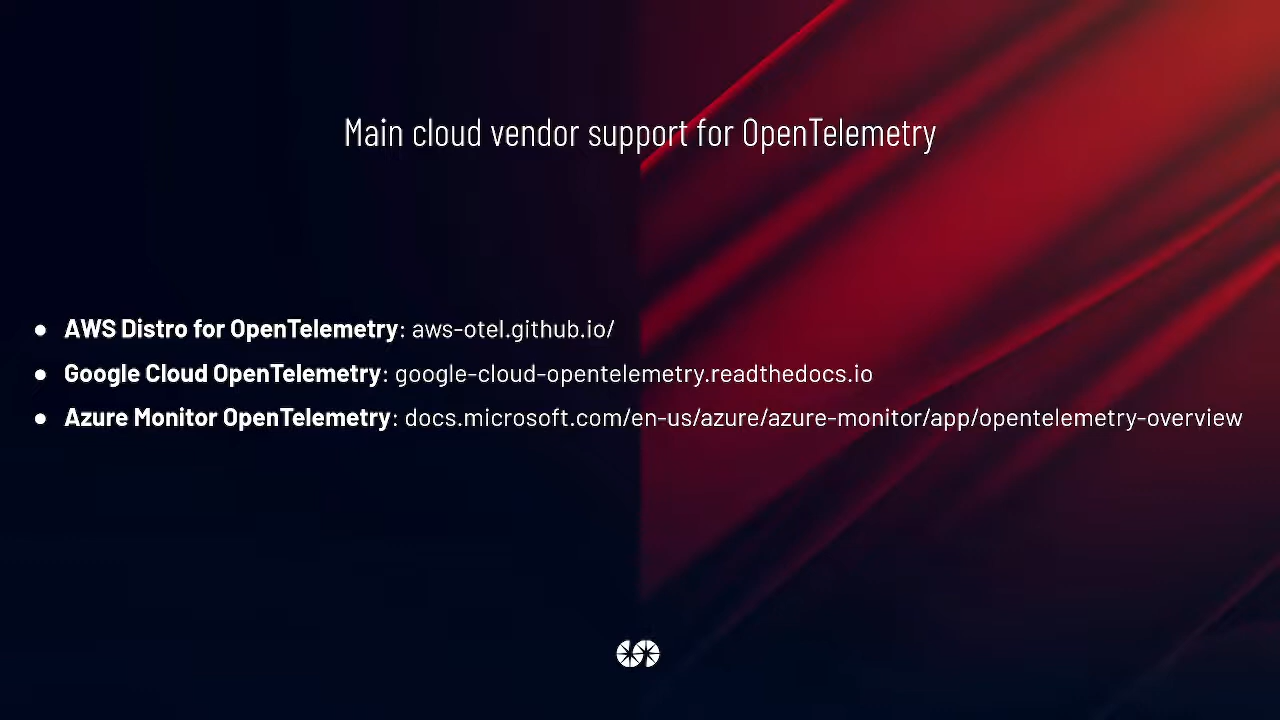 Main cloud vendor support for OpenTelemetry
● AWS Distro for OpenTelemetry: aws-otel.github.io/
● Google Cloud OpenTelemetry: google-cloud-opentelemetry.readthedocs.io
● Azure Monitor OpenTelemetry: docs.microsoft.com/en-us/azure/azure-monitor/app/opentelemetry-overview